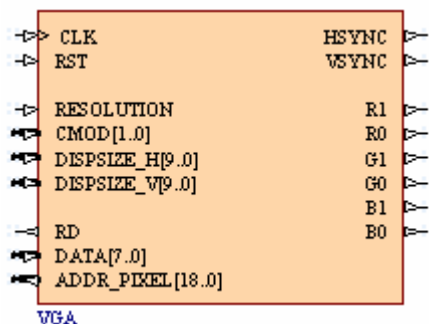 CLK HSYNC
RST VSYNC
RESOLUTION R1
CMOD[1..0] R0
DISPSIZE_H[9..0] G1
DISPSIZE_V[9..0] G0
B1
RD B0
DATA[7..0]
ADDR_PIXEL[18..0]
VGA